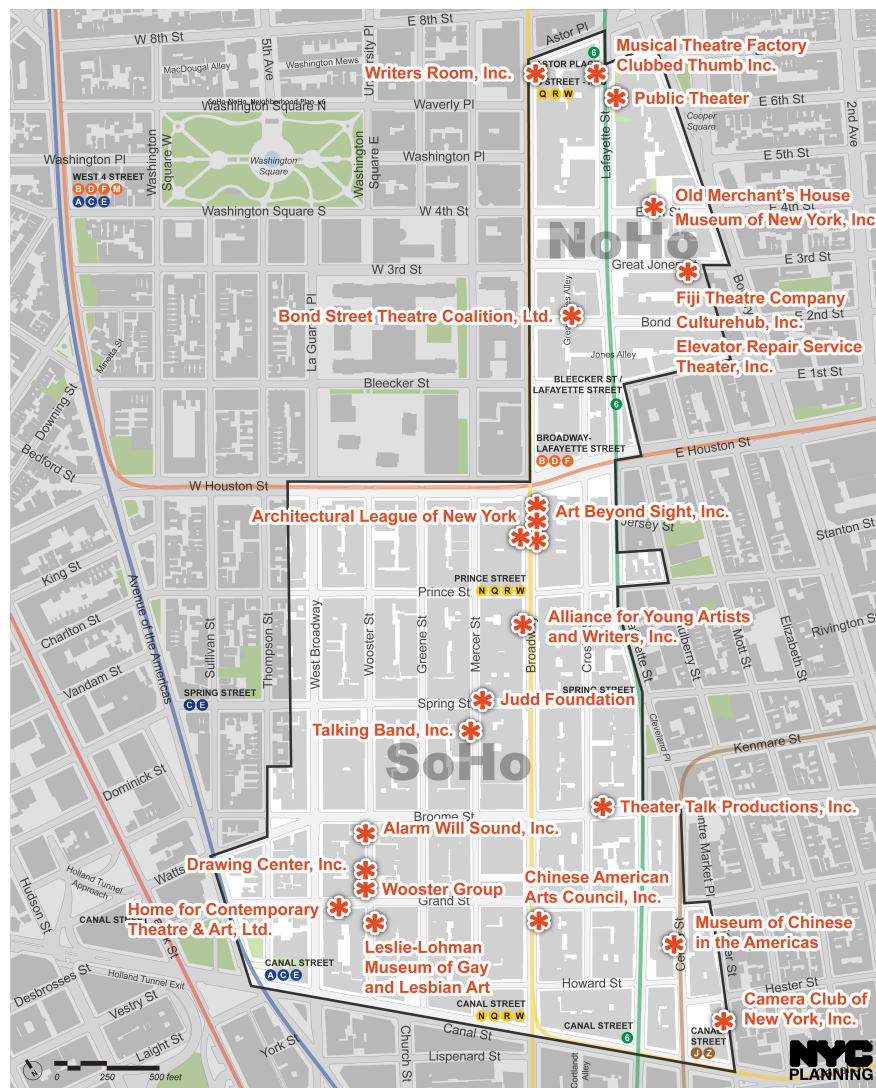 E 8th St
W 8th St
Astor Pl
MacDougal Alley
5th Ave
Washington Mews
Writers Room, Inc.
Musical Theatre Factory
Clubbed Thumb Inc.
6
Q R W
Public Theater
Washington Square N
Waverly Pl
E 6th St
Cooper
Square
2nd Ave
Lafayette St
E 5th St
Washington Pl
WEST 4 STREET
B D F M
A C E
Washington
Square W
Washington
Square
Washington
Square E
Washington Pl
Old Merchant's House
Museum of New York, Inc
E 4th St
Washington Square S
W 4th St
NoHo
W 3rd St
Great Jones St
E 3rd St
Fiji Theatre Company
Bond Street Theatre Coalition, Ltd.
Bond
Culturehub, Inc.
E 2nd St
Minetta St
Jones Alley
Elevator Repair Service
Theater, Inc.
E 1st St
Bleecker St
BLEECKER ST /
LAFAYETTE STREET
6
Downing St
BROADWAY-
LAFAYETTE STREET
B D F
Bedford St
E Houston St
W Houston St
Architectural League of New York
Art Beyond Sight, Inc.
Jersey St
Stanton St
King St
PRINCE STREET
N Q R W
Prince St
Avenue of the Americas
Charlton St
Sullivan St
Thompson St
West Broadway
Wooster St
Greene St
Mercer St
Broadway
Alliance for Young Artists
and Writers, Inc.
Mulberry St
Mott St
Elizabeth St
Rivington St
Vandam St
SPRING STREET
C E
Spring St
Judd Foundation
SPRING STREET
Talking Band, Inc.
Cleveland Pl
Kenmare St
SoHo
Dominick St
Broome St
Theater Talk Productions, Inc.
Alarm Will Sound, Inc.
Centre Market Pl
Watts
Drawing Center, Inc.
Holland Tunnel
Approach
Hudson St
Wooster Group
Chinese American
Arts Council, Inc.
Grand St
Home for Contemporary
Theatre & Art, Ltd.
Museum of Chinese
in the Americas
Leslie-Lohman
Museum of Gay
and Lesbian Art
CANAL STREET
A C E
Holland Tunnel Exit
Desbrosses St
Howard St
Hester St
Vestry St
CANAL STREET
N Q R W
Canal St
CANAL STREET
6
Camera Club of
New York, Inc.
CANAL
STREET
J Z
Laight St
York St
Church St
Lispenard St
Cortlandt
Alley
N
0 250 500 feet
NYC
PLANNING